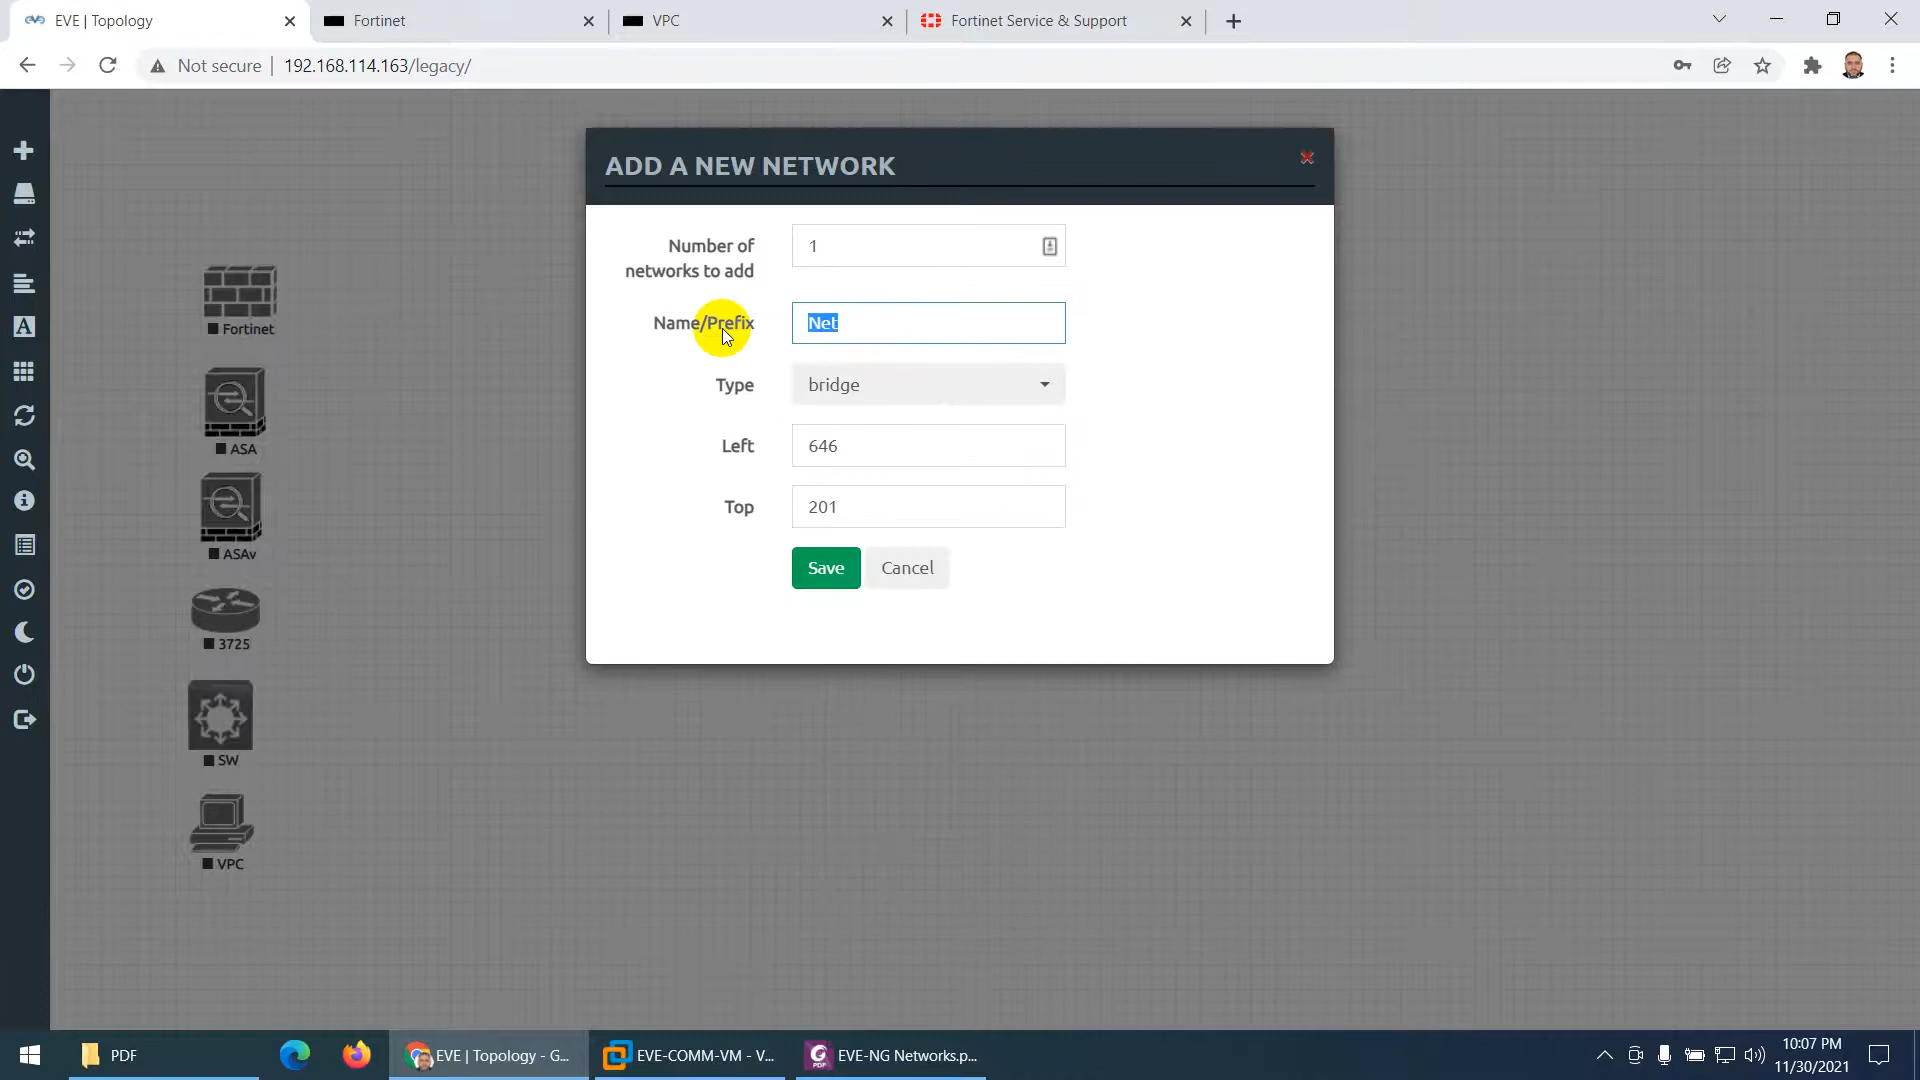 EVE | Topology
Fortinet
VPC
Fortinet Service & Support
Not secure
192.168.114.163/legacy/
ADD A NEW NETWORK
Number of
networks to add
1
Name/Prefix
Net
Type
bridge
Left
646
Top
201
Save
Cancel
Fortinet
ASA
ASAv
3725
SW
VPC
PDF
EVE | Topology - G...
EVE-COMM-VM - V...
EVE-NG Networks.p...
10:07 PM
11/30/2021